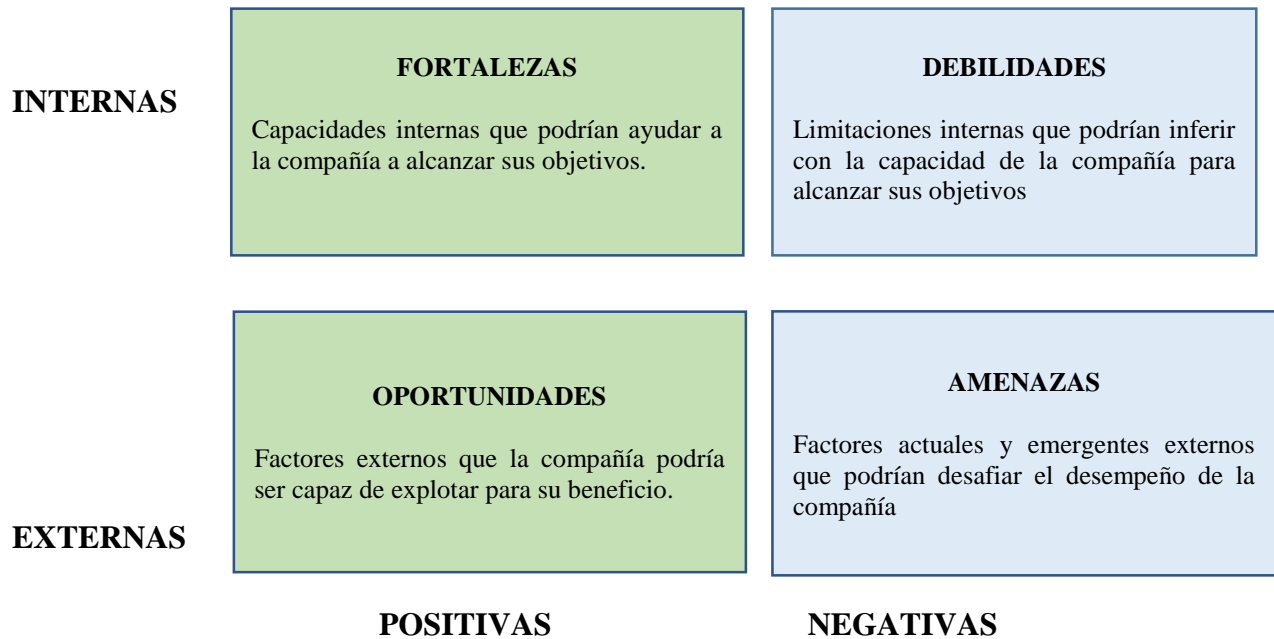 INTERNAS
FORTALEZAS
Capacidades internas que podrían ayudar a
la compañía a alcanzar sus objetivos.
DEBILIDADES
Limitaciones internas que podrían inferir
con la capacidad de la compañía para
alcanzar sus objetivos
EXTERNAS
OPORTUNIDADES
Factores externos que la compañía podría
ser capaz de explotar para su beneficio.
AMENAZAS
Factores actuales y emergentes externos
que podrían desafiar el desempeño de la
compañía
POSITIVAS
NEGATIVAS